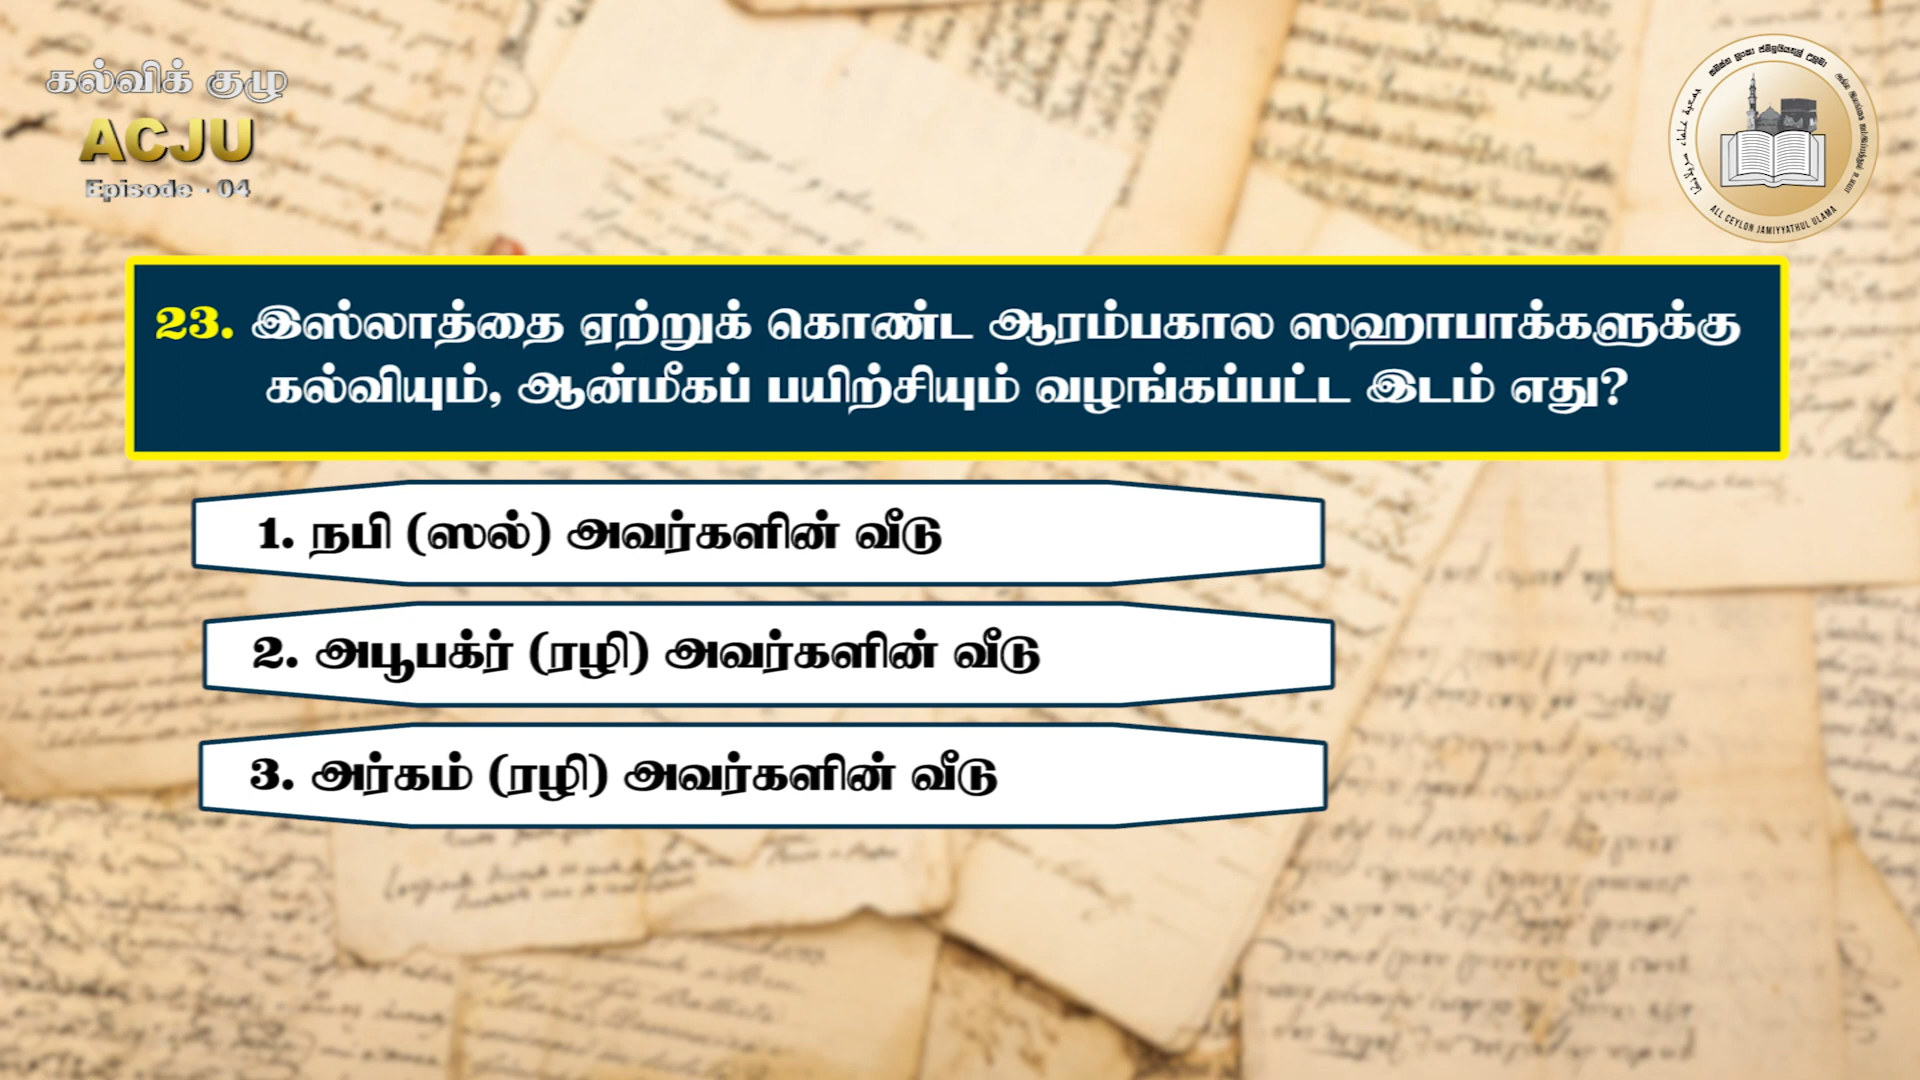 கல்விக் குழு
ACJU
Episode - 04
ALL CEYLON JAMIYYATHUL ULAMA
23. இஸ்லாத்தை ஏற்றுக் கொண்ட ஆரம்பகால ஸஹாபாக்களுக்கு
கல்வியும், ஆன்மீகப் பயிற்சியும் வழங்கப்பட்ட இடம் எது?
1. நபி (ஸல்) அவர்களின் வீடு
2. அபூபக்ர் (ரழி) அவர்களின் வீடு
3. அர்கம் (ரழி) அவர்களின் வீடு